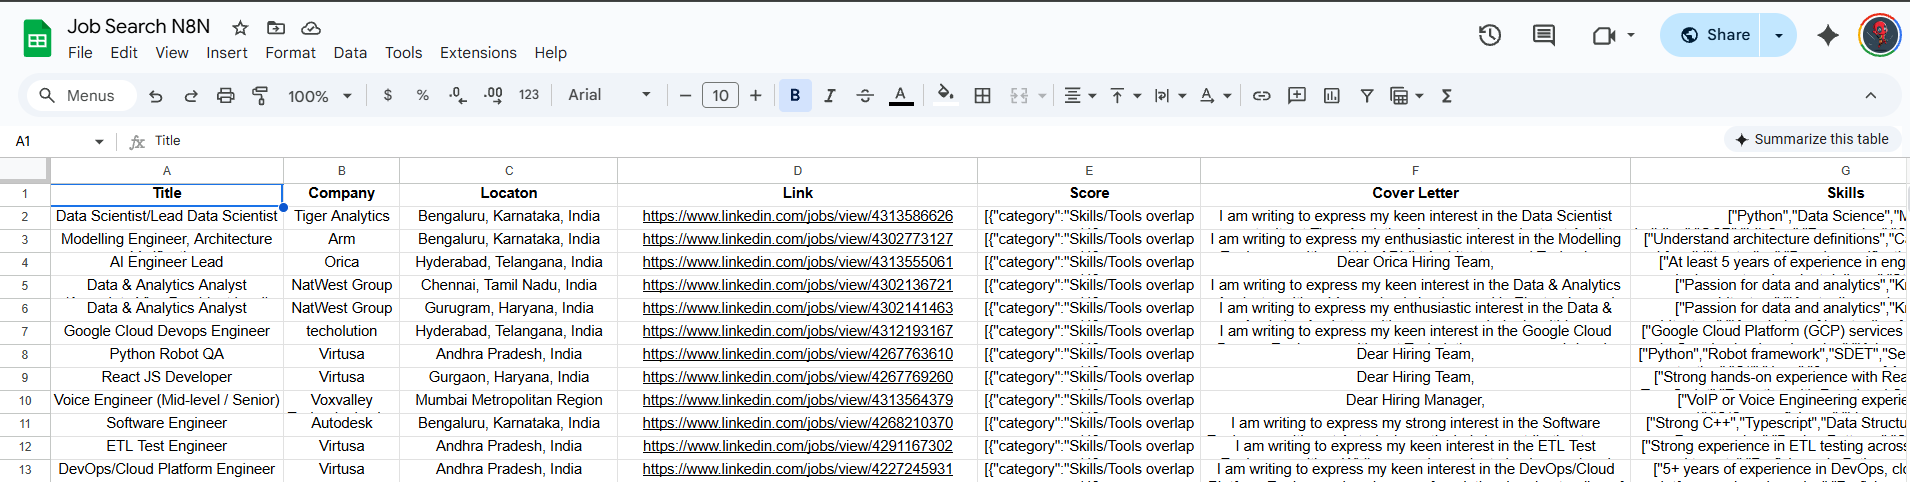 Job Search N8N
File Edit View Insert Format Data Tools Extensions Help
Share
Menus 100% $ % .0 .00 123 Arial 10 B I A
A1 fx Title
Summarize this table
A B C D E F G
1 Title Company Locaton Link Score Cover Letter Skills
2 Data Scientist/Lead Data Scientist Tiger Analytics Bengaluru, Karnataka, India https://www.linkedin.com/jobs/view/4313586626 [{"category":"Skills/Tools overlap I am writing to express my keen interest in the Data Scientist ["Python","Data Science","M
3 Modelling Engineer, Architecture Arm Bengaluru, Karnataka, India https://www.linkedin.com/jobs/view/4302773127 [{"category":"Skills/Tools overlap I am writing to express my enthusiastic interest in the Modelling ["Understand architecture definitions","C
4 AI Engineer Lead Orica Hyderabad, Telangana, India https://www.linkedin.com/jobs/view/4313555061 [{"category":"Skills/Tools overlap Dear Orica Hiring Team, ["At least 5 years of experience in eng
5 Data & Analytics Analyst NatWest Group Chennai, Tamil Nadu, India https://www.linkedin.com/jobs/view/4302136721 [{"category":"Skills/Tools overlap I am writing to express my keen interest in the Data & Analytics ["Passion for data and analytics","K
6 Data & Analytics Analyst NatWest Group Gurugram, Haryana, India https://www.linkedin.com/jobs/view/4302141463 [{"category":"Skills/Tools overlap I am writing to express my enthusiastic interest in the Data & ["Passion for data and analytics","K
7 Google Cloud Devops Engineer techolution Hyderabad, Telangana, India https://www.linkedin.com/jobs/view/4312193167 [{"category":"Skills/Tools overlap I am writing to express my keen interest in the Google Cloud ["Google Cloud Platform (GCP) services
8 Python Robot QA Virtusa Andhra Pradesh, India https://www.linkedin.com/jobs/view/4267763610 [{"category":"Skills/Tools overlap Dear Hiring Team, ["Python","Robot framework","SDET","Se
9 React JS Developer Virtusa Gurgaon, Haryana, India https://www.linkedin.com/jobs/view/4267769260 [{"category":"Skills/Tools overlap Dear Hiring Team, ["Strong hands-on experience with Rea
10 Voice Engineer (Mid-level / Senior) Voxvalley Mumbai Metropolitan Region https://www.linkedin.com/jobs/view/4313564379 [{"category":"Skills/Tools overlap Dear Hiring Manager, ["VoIP or Voice Engineering experie
11 Software Engineer Autodesk Bengaluru, Karnataka, India https://www.linkedin.com/jobs/view/4268210370 [{"category":"Skills/Tools overlap I am writing to express my strong interest in the Software ["Strong C++","Typescript","Data Structu
12 ETL Test Engineer Virtusa Andhra Pradesh, India https://www.linkedin.com/jobs/view/4291167302 [{"category":"Skills/Tools overlap I am writing to express my keen interest in the ETL Test ["Strong experience in ETL testing across
13 DevOps/Cloud Platform Engineer Virtusa Andhra Pradesh, India https://www.linkedin.com/jobs/view/4227245931 [{"category":"Skills/Tools overlap I am writing to express my keen interest in the DevOps/Cloud ["5+ years of experience in DevOps, clo